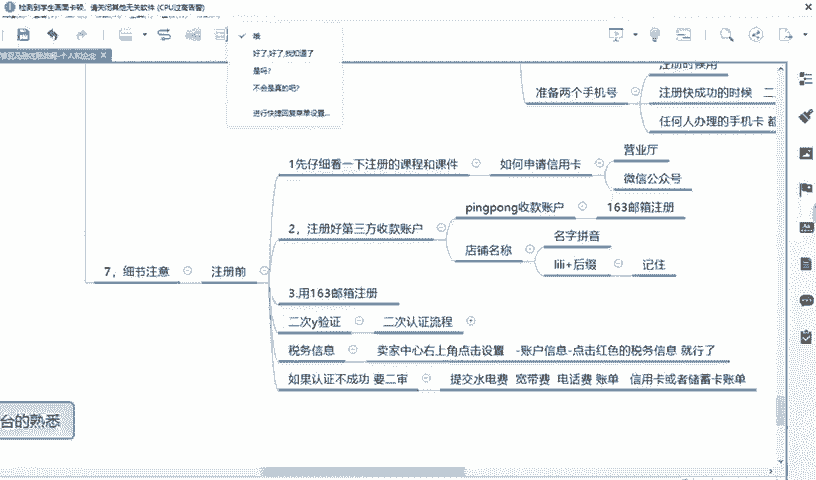 检测到学生画面卡顿，请关闭其他无关软件 (CPU过高告警)
哦
好了,好了,我知道了
是吗?
不会是真的吧?
进行快捷回复菜单设置...
注册时候用
准备两个手机号
注册快成功的时候 二
任何人办理的手机卡 都
1先仔细看一下注册的课程和课件
如何申请信用卡
营业厅
微信公众号
2，注册好第三方收款账户
pingpong收款账户
163邮箱注册
店铺名称
名字拼音
lili+后缀
记住
7，细节注意
注册前
3.用163邮箱注册
二次y验证
二次认证流程
税务信息
卖家中心右上角点击设置 -账户信息-点击红色的税务信息 就行了
如果认证不成功 要二审
提交水电费 宽带费 电话费 账单 信用卡或者储蓄卡账单
台的熟悉